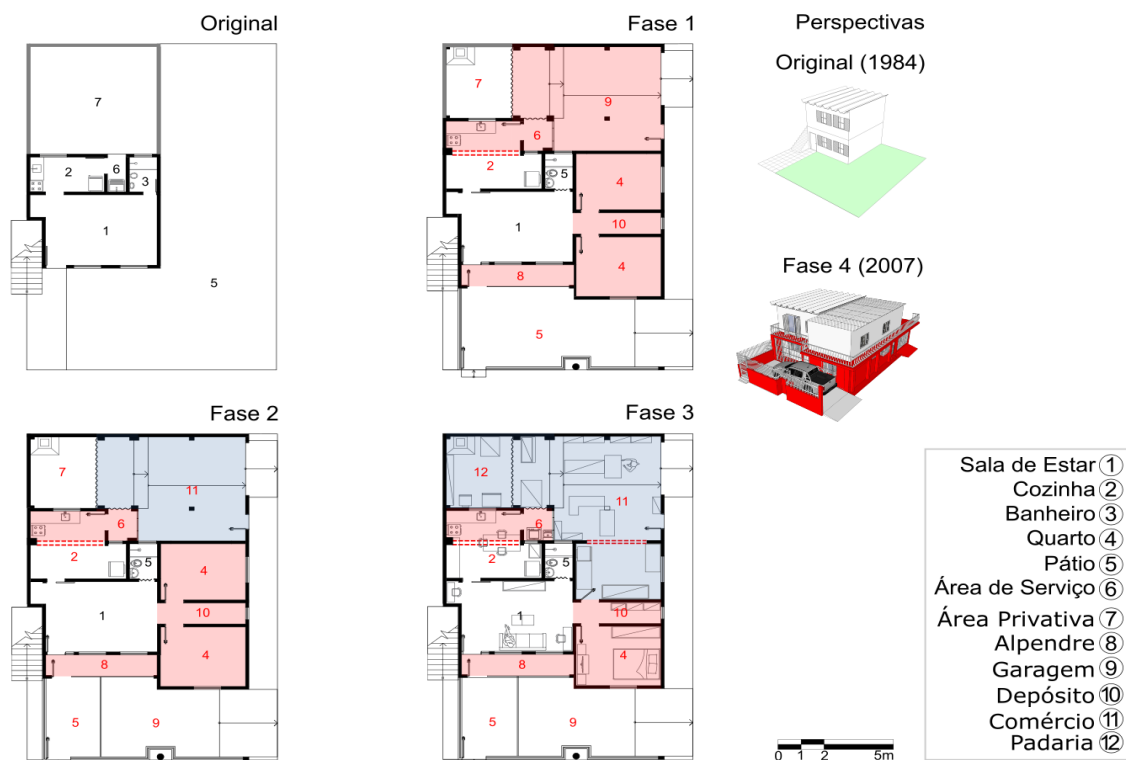 Original
7
2
6
3
1
5
Fase 1
7
9
6
2
5
4
1
10
4
8
5
Perspectivas
Original (1984)
Fase 4 (2007)
Fase 2
7
11
6
2
5
4
1
10
4
8
5
9
Fase 3
12
11
6
2
5
1
10
4
8
5
9
0 1 2 5m
Sala de Estar 1
Cozinha 2
Banheiro 3
Quarto 4
Pátio 5
Área de Serviço 6
Área Privativa 7
Alpendre 8
Garagem 9
Depósito 10
Comércio 11
Padaria 12